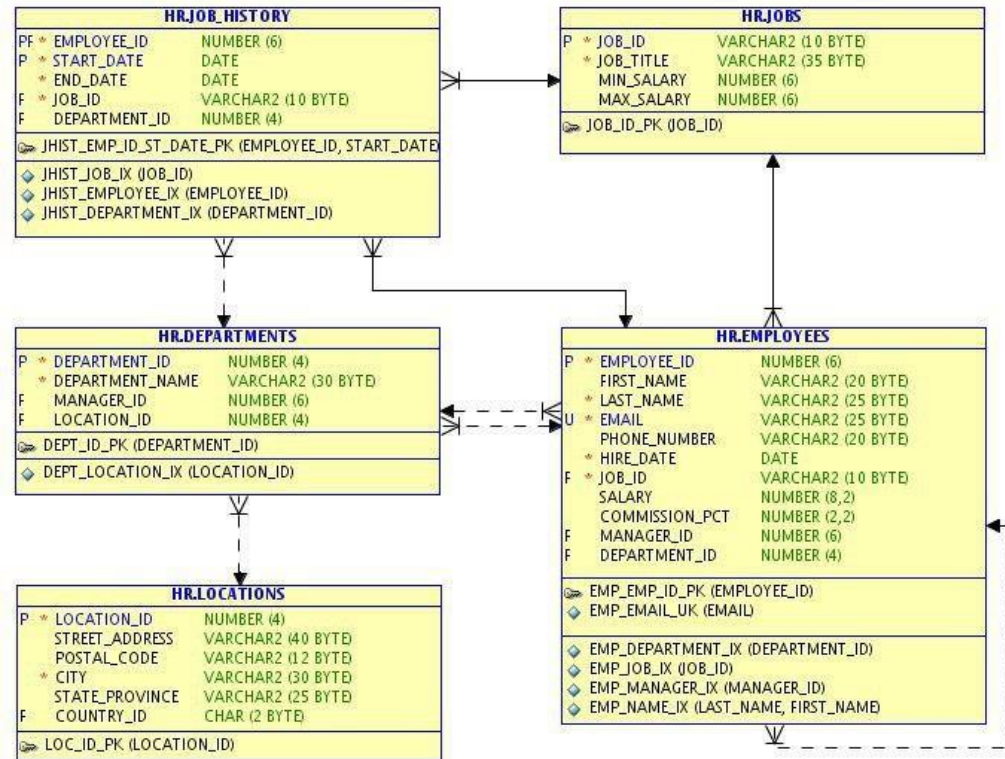 HR.JOB_HISTORY
PF * EMPLOYEE_ID NUMBER (6)
P * START_DATE DATE
* END_DATE DATE
F * JOB_ID VARCHAR2 (10 BYTE)
F DEPARTMENT_ID NUMBER (4)
JHIST_EMP_ID_ST_DATE_PK (EMPLOYEE_ID, START_DATE)
JHIST_JOB_IX (JOB_ID)
JHIST_EMPLOYEE_IX (EMPLOYEE_ID)
JHIST_DEPARTMENT_IX (DEPARTMENT_ID)
HR.JOBS
P * JOB_ID VARCHAR2 (10 BYTE)
* JOB_TITLE VARCHAR2 (35 BYTE)
MIN_SALARY NUMBER (6)
MAX_SALARY NUMBER (6)
JOB_ID_PK (JOB_ID)
HR.DEPARTMENTS
P * DEPARTMENT_ID NUMBER (4)
* DEPARTMENT_NAME VARCHAR2 (30 BYTE)
F MANAGER_ID NUMBER (6)
F LOCATION_ID NUMBER (4)
DEPT_ID_PK (DEPARTMENT_ID)
DEPT_LOCATION_IX (LOCATION_ID)
HR.EMPLOYEES
P * EMPLOYEE_ID NUMBER (6)
FIRST_NAME VARCHAR2 (20 BYTE)
* LAST_NAME VARCHAR2 (25 BYTE)
U * EMAIL VARCHAR2 (25 BYTE)
PHONE_NUMBER VARCHAR2 (20 BYTE)
* HIRE_DATE DATE
F * JOB_ID VARCHAR2 (10 BYTE)
SALARY NUMBER (8,2)
COMMISSION_PCT NUMBER (2,2)
F MANAGER_ID NUMBER (6)
F DEPARTMENT_ID NUMBER (4)
EMP_EMP_ID_PK (EMPLOYEE_ID)
EMP_EMAIL_UK (EMAIL)
EMP_DEPARTMENT_IX (DEPARTMENT_ID)
EMP_JOB_IX (JOB_ID)
EMP_MANAGER_IX (MANAGER_ID)
EMP_NAME_IX (LAST_NAME, FIRST_NAME)
HR.LOCATIONS
P * LOCATION_ID NUMBER (4)
STREET_ADDRESS VARCHAR2 (40 BYTE)
POSTAL_CODE VARCHAR2 (12 BYTE)
* CITY VARCHAR2 (30 BYTE)
STATE_PROVINCE VARCHAR2 (25 BYTE)
F COUNTRY_ID CHAR (2 BYTE)
LOC_ID_PK (LOCATION_ID)